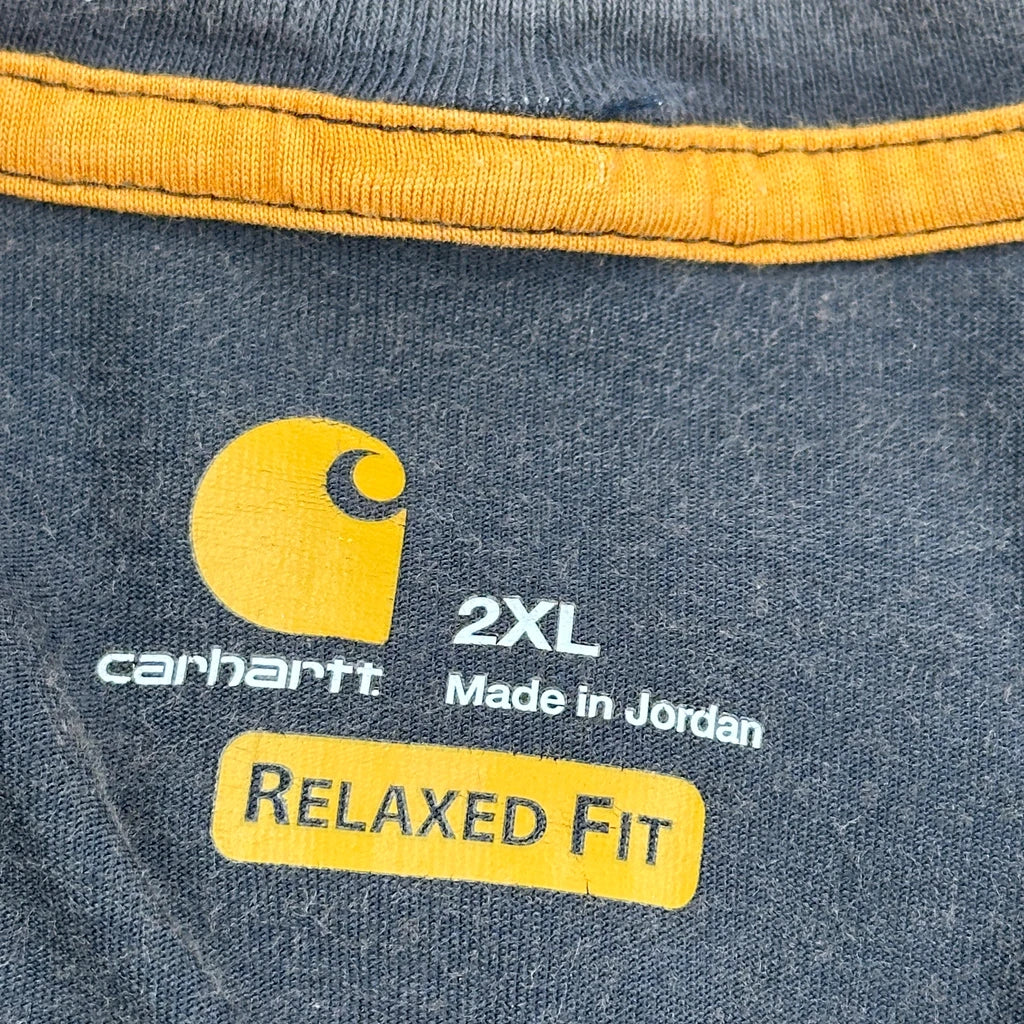 2XL
carhartt
Made in Jordan
RELAXED FIT